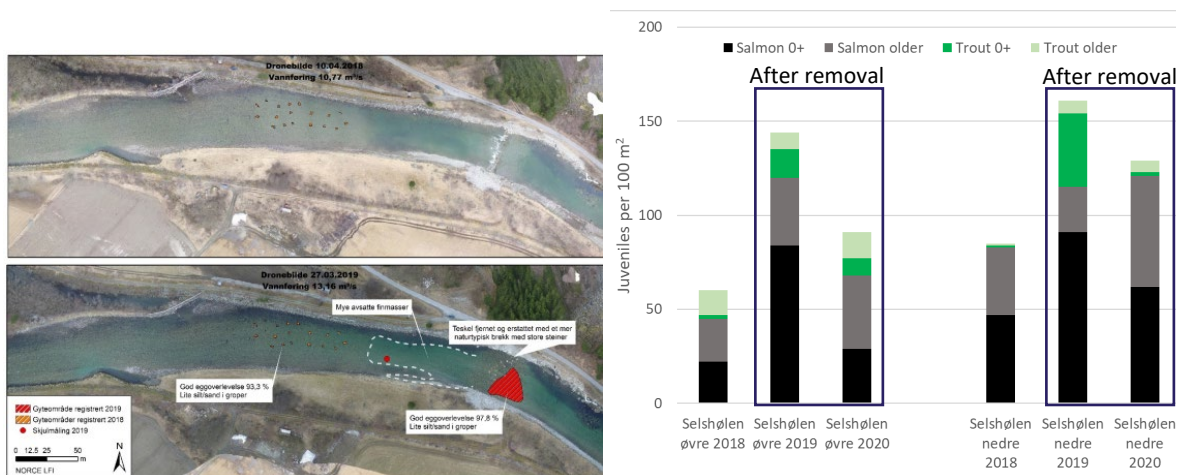 Dronebilde 10.04.2018
Vannføring 10,77 m³/s
Dronebilde 27.03.2019
Vannføring 13,16 m³/s
Mye avsatte finmasser
Teskel fjernet og erstattet med et mer
naturtypisk brekk med store steiner
God eggoverlevelse 93,3 %
Lite silt/sand i groper
God eggoverlevelse 97,8 %
Lite silt/sand i groper
Gyteområde registrert 2019
Gyteområder registrert 2018
Skjulmåling 2019
N
0 12.5 25 50
m
NORCE LFI
200
Salmon 0+ Salmon older Trout 0+ Trout older
After removal After removal
150
100
50
0
Juveniles per 100 m²
Selshølen Selshølen Selshølen Selshølen Selshølen Selshølen
øvre 2018 øvre 2019 øvre 2020 nedre nedre nedre
2018 2019 2020